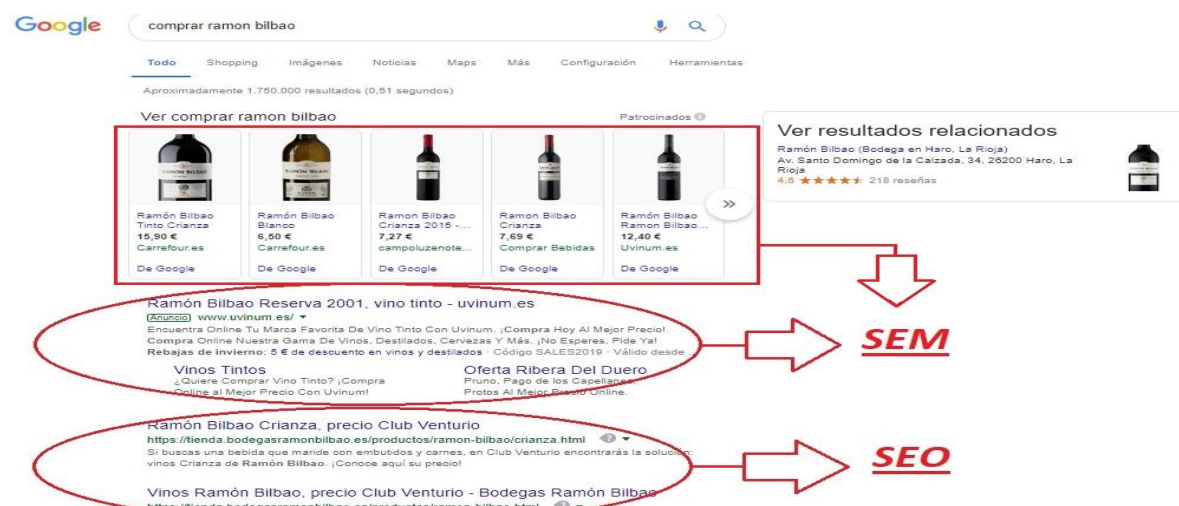 Google
comprar ramon bilbao
Todo Shopping Imágenes Noticias Maps Más Configuración Herramientas
Aproximadamente 1.750.000 resultados (0,51 segundos)
Ver comprar ramon bilbao
Patrocinados
Ramón Bilbao
Tinto Crianza
15,90 €
Carrefour.es
De Google
Ramón Bilbao
Blanco
6,50 €
Carrefour.es
De Google
Ramon Bilbao
Crianza 2015 -...
7,27 €
campoluzenote...
De Google
Ramon Bilbao
Crianza
7,69 €
Comprar Bebidas
De Google
Ramón Bilbao
Ramon Bilbao...
12,40 €
Uvinum.es
De Google
»
Ver resultados relacionados
Ramón Bilbao (Bodega en Haro, La Rioja)
Av. Santo Domingo de la Calzada, 34, 26200 Haro, La
Rioja
4,6 ★★★★★ 218 reseñas
Ramón Bilbao Reserva 2001, vino tinto - uvinum.es
Anuncio www.uvinum.es/
Encuentra Online Tu Marca Favorita De Vino Tinto Con Uvinum. ¡Compra Hoy Al Mejor Precio!
Compra Online Nuestra Gama De Vinos, Destilados, Cervezas Y Más. ¡No Esperes, Pide Ya!
Rebajas de invierno: 5 € de descuento en vinos y destilados · Código SALES2019 · Válido desde ...
Vinos Tintos
¿Quiere Comprar Vino Tinto? ¡Compra
Online al Mejor Precio Con Uvinum!
Oferta Ribera Del Duero
Pruno, Pago de los Capellanes,
Protos Al Mejor Precio Online.
SEM
Ramón Bilbao Crianza, precio Club Venturio
https://tienda.bodegasramonbilbao.es/productos/ramon-bilbao/crianza.html
Si buscas una bebida que maride con embutidos y carnes, en Club Venturio encontrarás la solución:
vinos Crianza de Ramón Bilbao. ¡Conoce aquí su precio!
SEO
Vinos Ramón Bilbao, precio Club Venturio - Bodegas Ramón Bilbao
https://tienda.bodegasramonbilbao.es/productos/ramon-bilbao.html